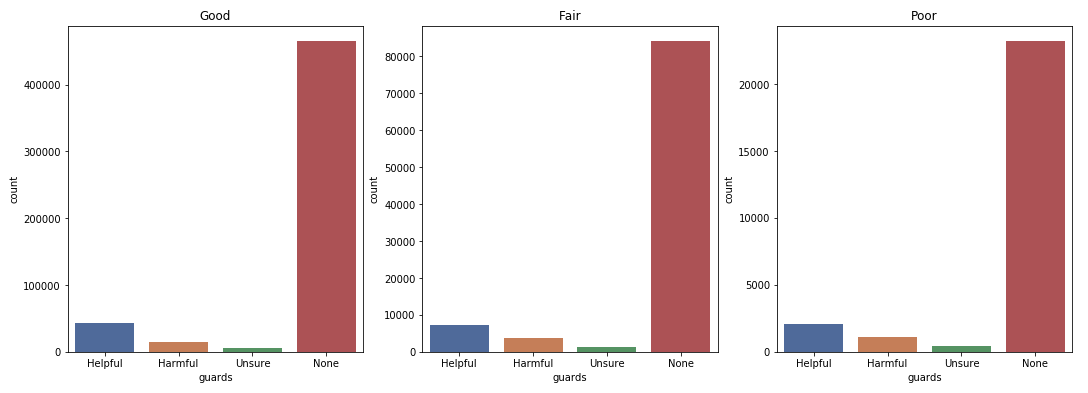 Good
count
400000
300000
200000
100000
0
Helpful Harmful Unsure None
guards
Fair
count
80000
70000
60000
50000
40000
30000
20000
10000
0
Helpful Harmful Unsure None
guards
Poor
count
20000
15000
10000
5000
0
Helpful Harmful Unsure None
guards